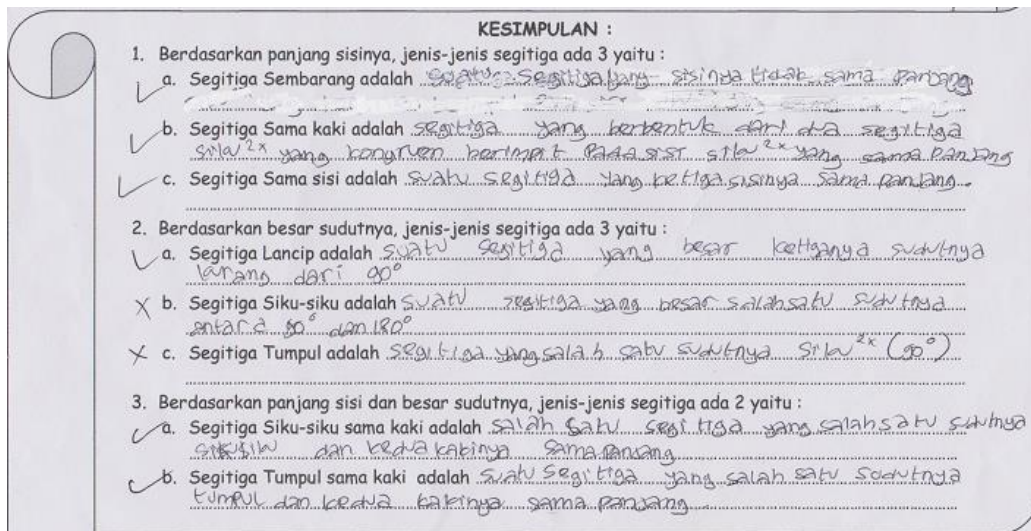 KESIMPULAN :
1. Berdasarkan panjang sisinya, jenis-jenis segitiga ada 3 yaitu :
a. Segitiga Sembarang adalah suatu segitiga yang sisinya tidak sama panjang
b. Segitiga Sama kaki adalah segitiga yang berbentuk dari dua segitiga
siku 2x yang kongruen berimpit pada sisi siku 2x yang sama panjang
c. Segitiga Sama sisi adalah suatu segitiga yang ketiga sisinya sama panjang.
2. Berdasarkan besar sudutnya, jenis-jenis segitiga ada 3 yaitu :
a. Segitiga Lancip adalah suatu segitiga yang besar ketiganya sudutnya
kurang dari 90°
b. Segitiga Siku-siku adalah suatu segitiga yang besar salah satu sudutnya
antara 90° dan 180°
c. Segitiga Tumpul adalah segitiga yang salah satu sudutnya siku 2x (90°)
3. Berdasarkan panjang sisi dan besar sudutnya, jenis-jenis segitiga ada 2 yaitu :
a. Segitiga Siku-siku sama kaki adalah salah satu segitiga yang salah satu sudutnya
dan kedua kakinya sama panjang
b. Segitiga Tumpul sama kaki adalah suatu segitiga yang salah satu sudutnya
tumpul dan kedua kakinya sama panjang